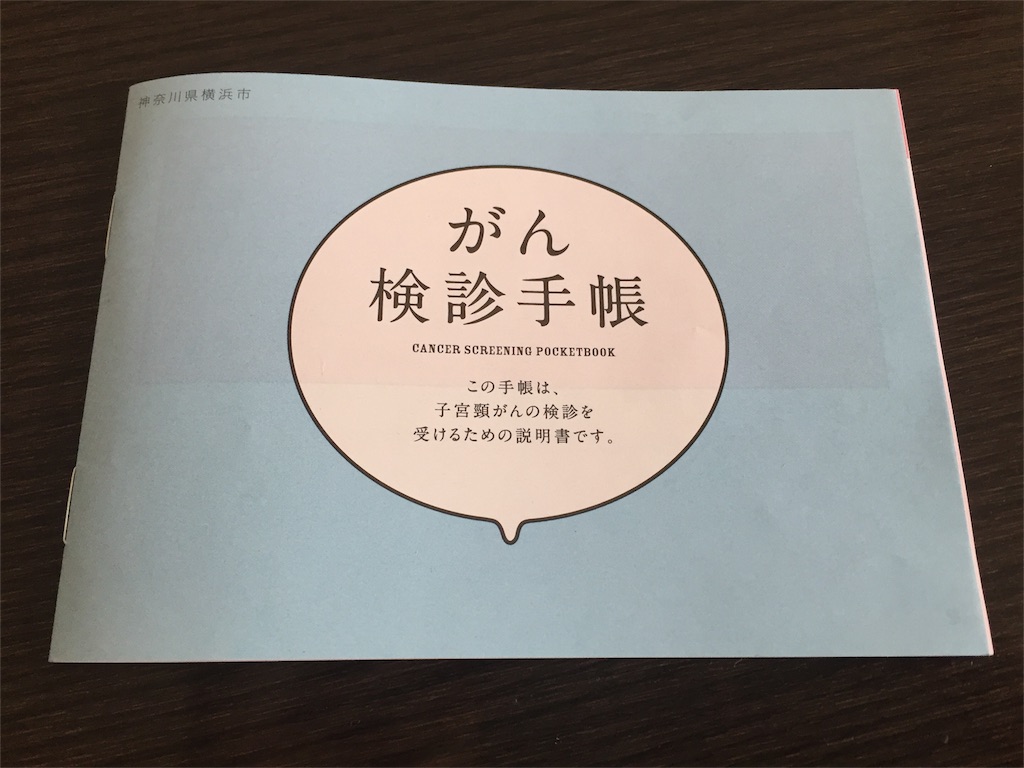 神奈川県横浜市
がん
検診手帳
CANCER SCREENING POCKETBOOK
この手帳は、
子宮頸がんの検診を
受けるための説明書です。